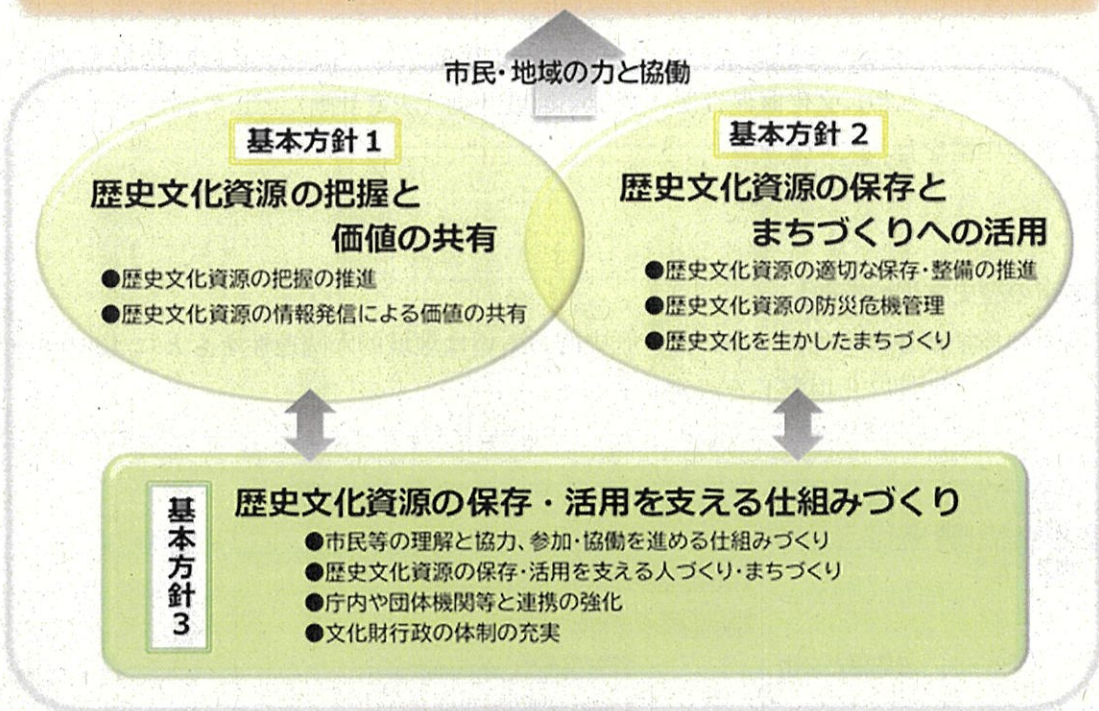 市民・地域の力と協働
基本方針 1
歴史文化資源の把握と
価値の共有
●歴史文化資源の把握の推進
●歴史文化資源の情報発信による価値の共有
基本方針 2
歴史文化資源の保存と
まちづくりへの活用
●歴史文化資源の適切な保存・整備の推進
●歴史文化資源の防災危機管理
●歴史文化を生かしたまちづくり
基本方針3
歴史文化資源の保存・活用を支える仕組みづくり
●市民等の理解と協力、参加・協働を進める仕組みづくり
●歴史文化資源の保存・活用を支える人づくり・まちづくり
●庁内や団体機関等と連携の強化
●文化財行政の体制の充実